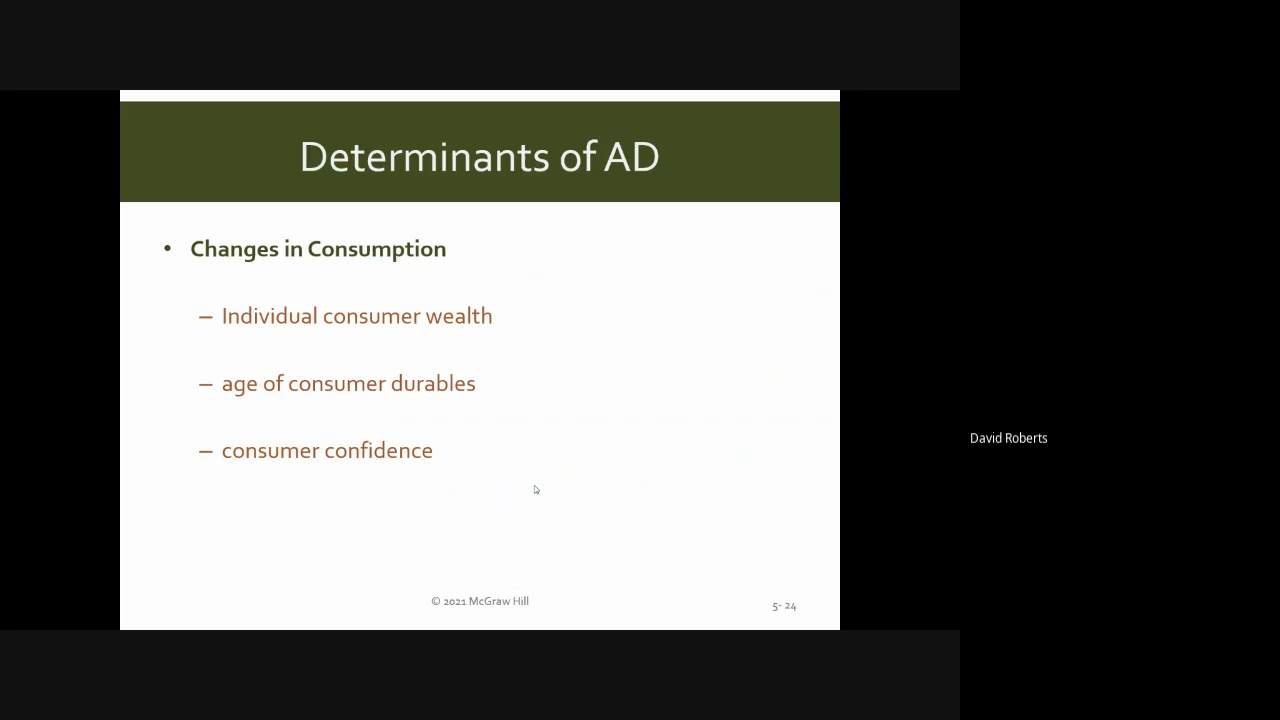 Determinants of AD
• Changes in Consumption
– Individual consumer wealth
– age of consumer durables
– consumer confidence
© 2021 McGraw Hill
5- 24
David Roberts